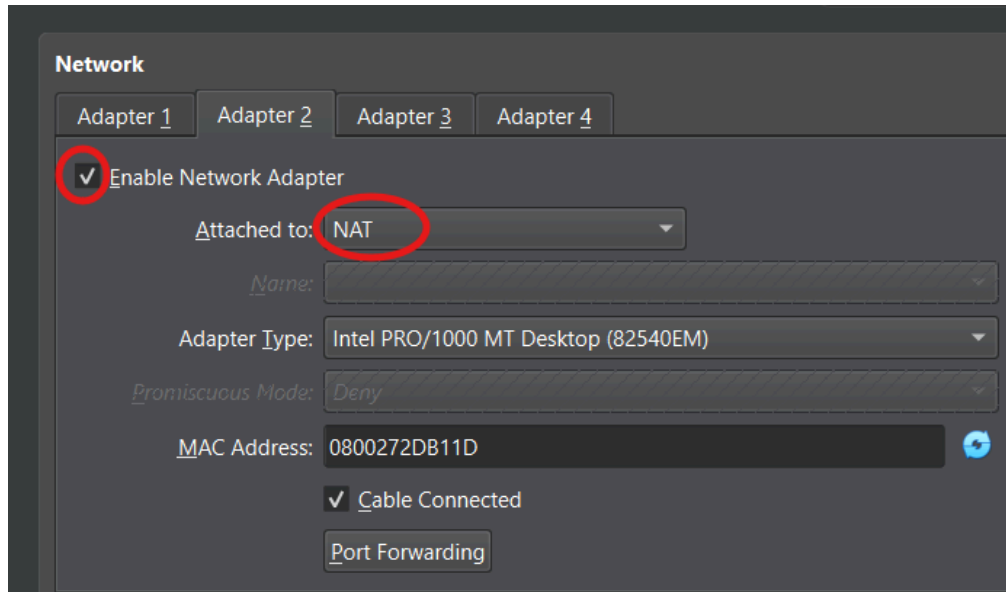 Network
Adapter 1 Adapter 2 Adapter 3 Adapter 4
Enable Network Adapter
Attached to: NAT
Name:
Adapter Type: Intel PRO/1000 MT Desktop (82540EM)
Promiscuous Mode: Deny
MAC Address: 0800272DB11D
Cable Connected
Port Forwarding